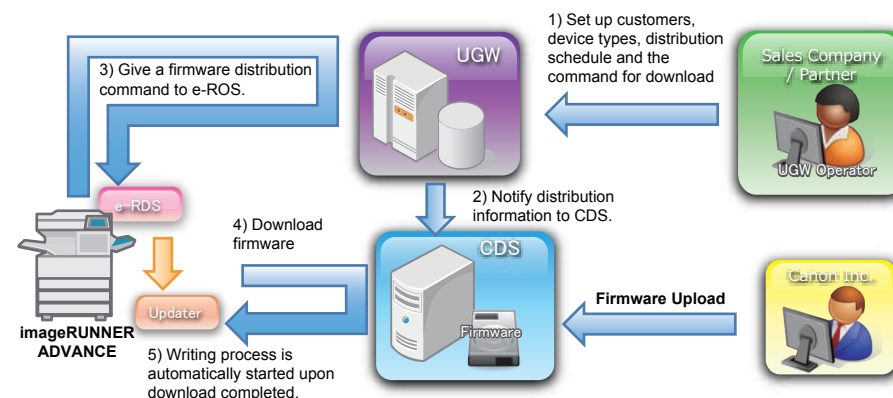 1) Set up customers,
device types, distribution
schedule and the
command for download
UGW
Sales Company
/ Partner
UGW Operator
3) Give a firmware distribution
command to e-ROS.
e-RDS
2) Notify distribution
information to CDS.
4) Download
firmware
CDS
Firmware
Firmware Upload
Canon Inc.
Updater
imageRUNNER
ADVANCE
5) Writing process is
automatically started upon
download completed.